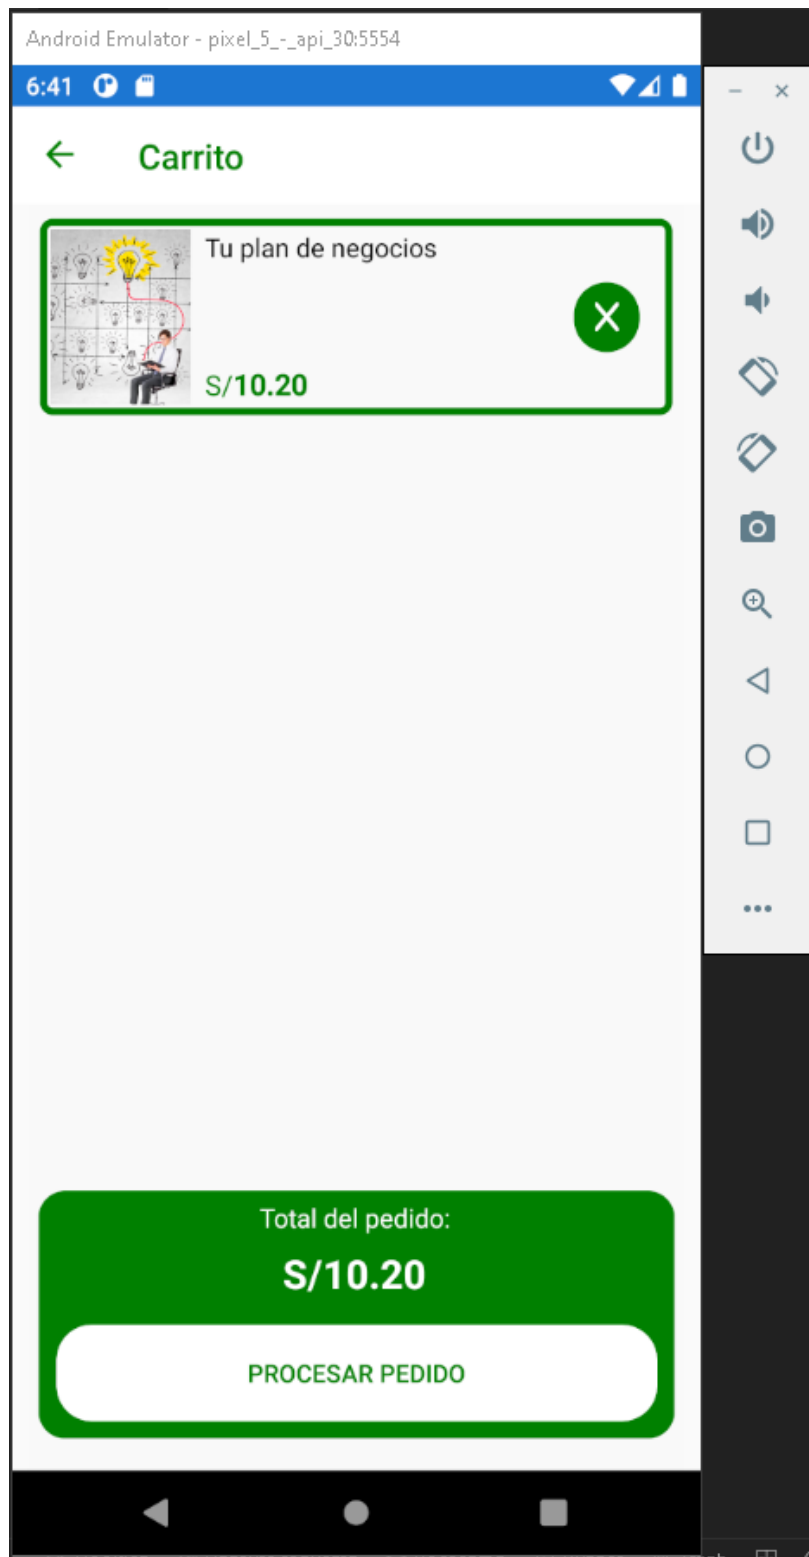 Android Emulator - pixel_5_-_api_30:5554
6:41
Carrito
Tu plan de negocios
S/10.20
Total del pedido:
S/10.20
PROCESAR PEDIDO